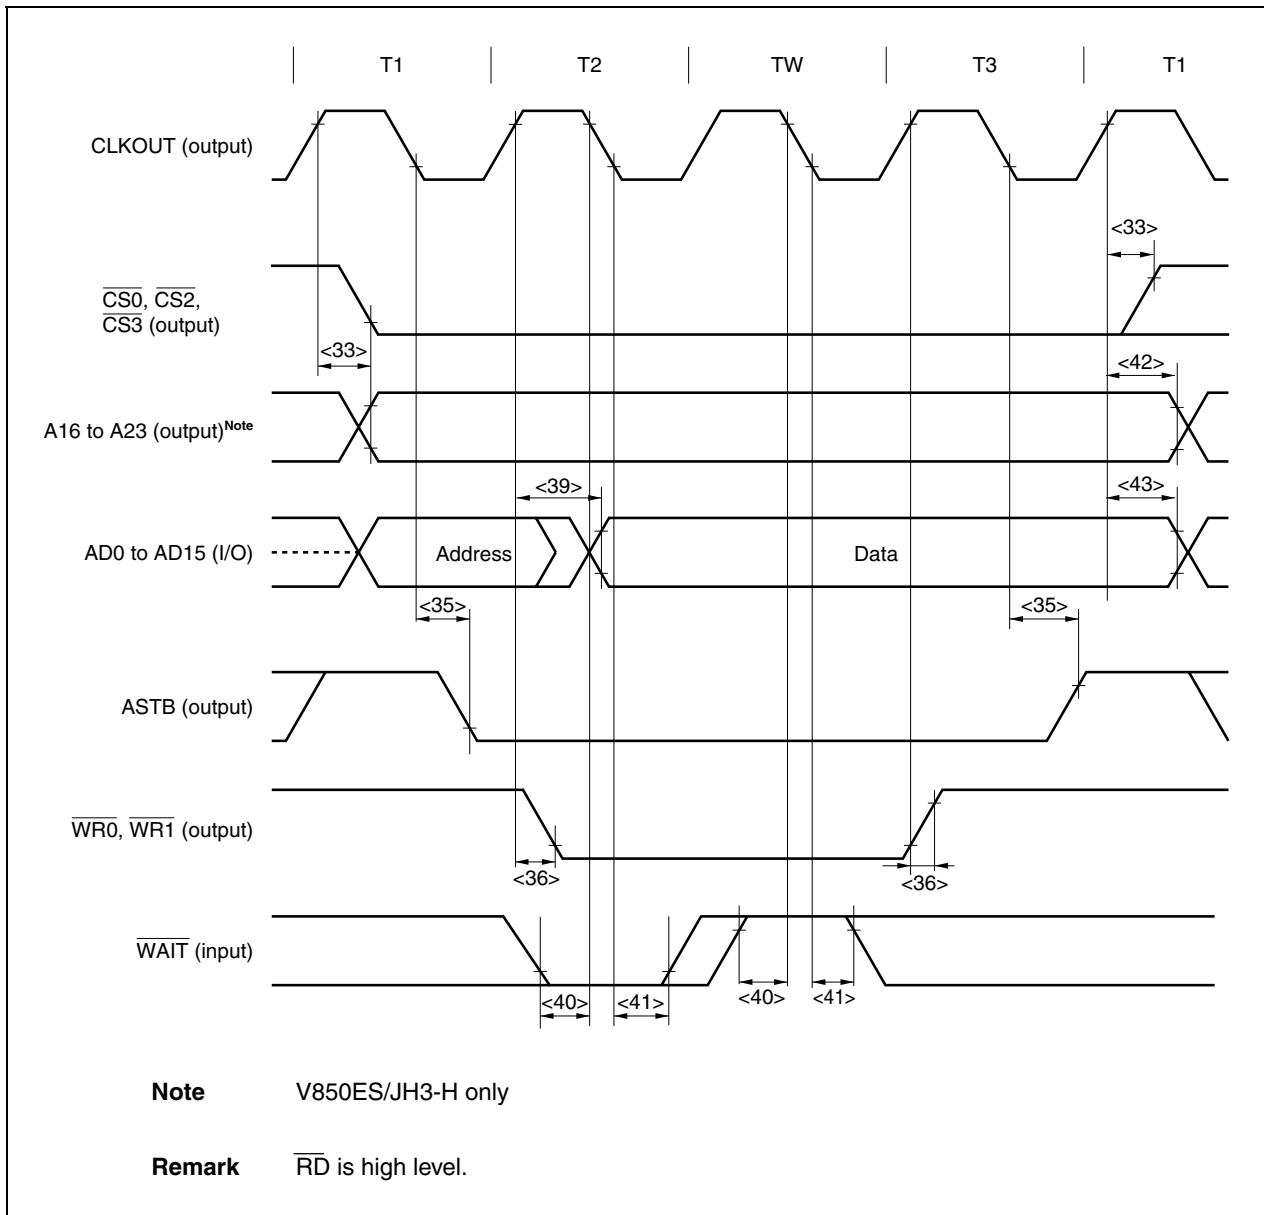 T1 T2 TW T3 T1
CLKOUT (output)
<33>
CS0, CS2,
CS3 (output)
<33>
<42>
A16 to A23 (output)Note
<39>
<43>
AD0 to AD15 (I/O)
Address
Data
<35>
<35>
ASTB (output)
WR0, WR1 (output)
<36>
<36>
WAIT (input)
<40>
<41>
<40>
<41>
Note V850ES/JH3-H only
Remark RD is high level.